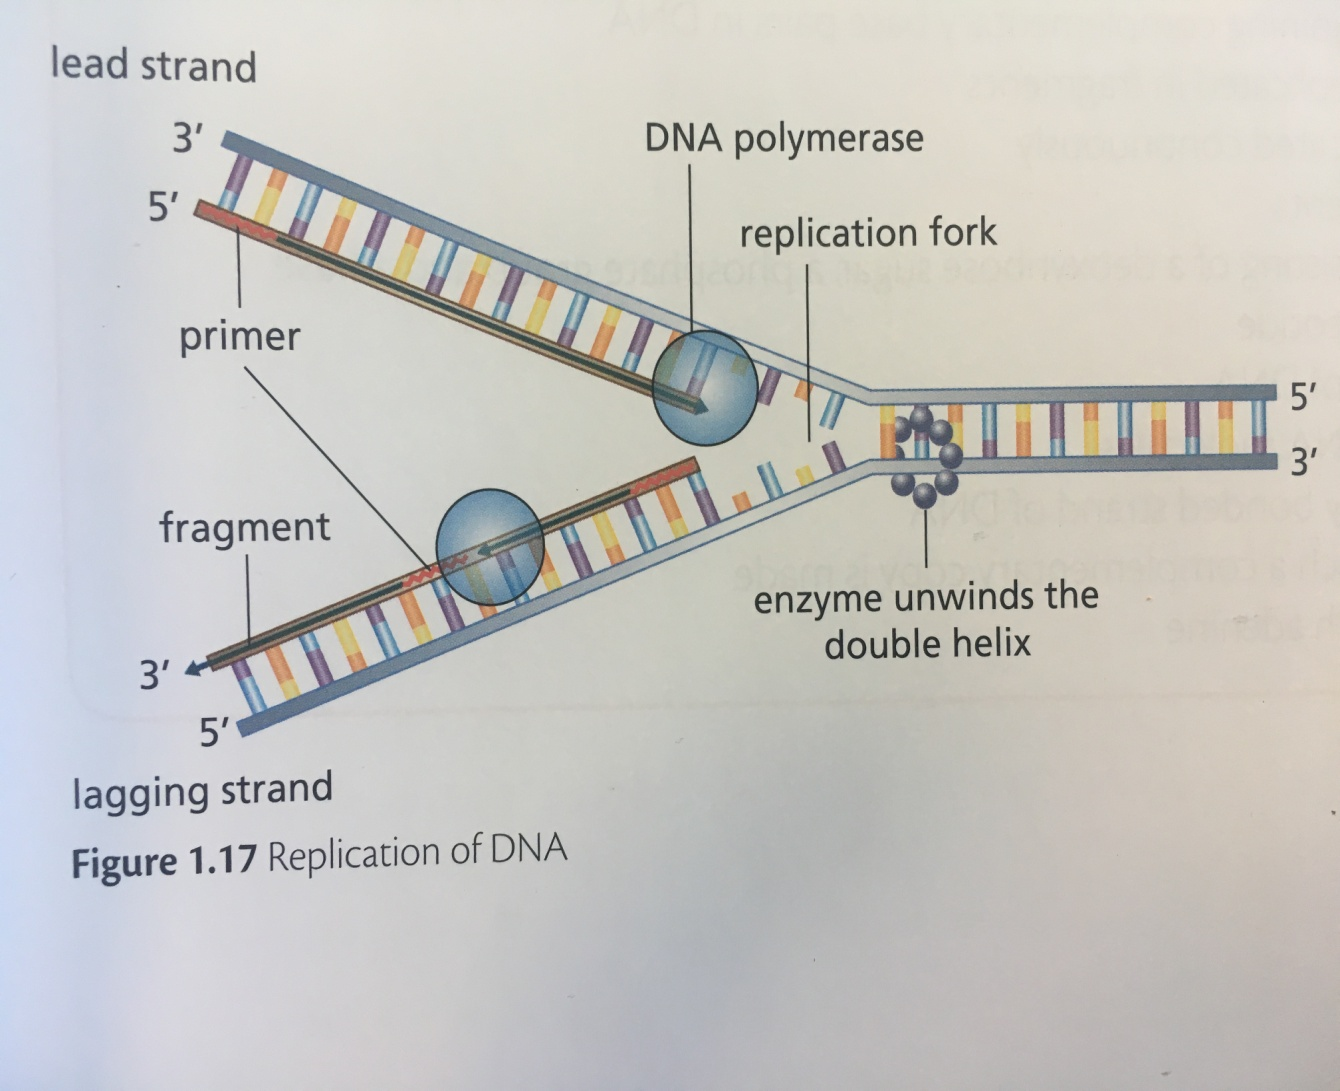 lead strand
3′
DNA polymerase
5′
replication fork
primer
5′
3′
fragment
enzyme unwinds the
double helix
3′
5′
lagging strand
Figure 1.17 Replication of DNA